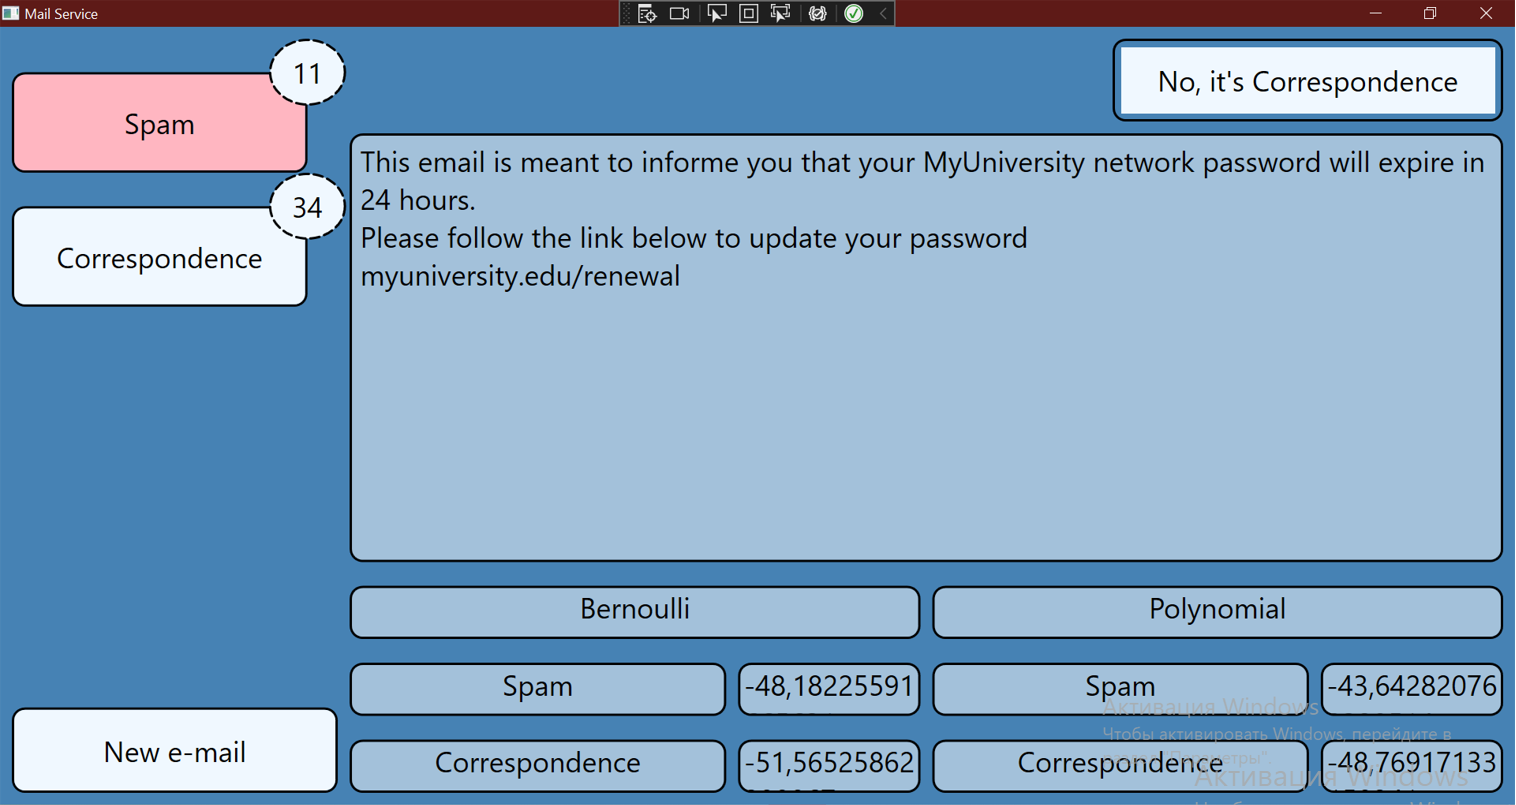 Mail Service
11
Spam
34
Correspondence
No, it's Correspondence
This email is meant to informe you that your MyUniversity network password will expire in
24 hours.
Please follow the link below to update your password
myuniversity.edu/renewal
Bernoulli
Polynomial
Spam
-48,18225591
Spam
-43,64282076
Correspondence
-51,56525862
Correspondence
-48,76917133
New e-mail
Активация Windows
Чтобы активировать Windows, перейдите в
раздел "Параметры".
Активация Windows